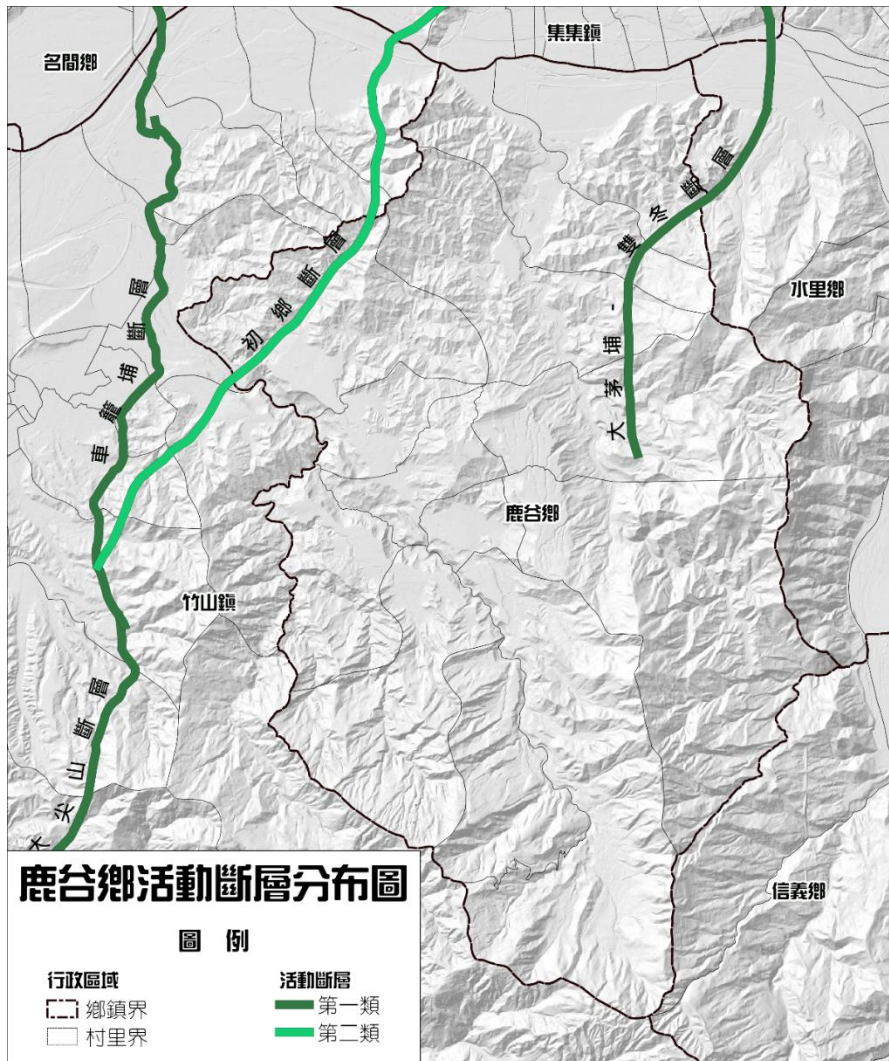 集集鎮
名間鄉
大茅埔-雙冬斷層
水里鄉
初鄉斷層
車籠埔斷層
鹿谷鄉
竹山鎮
大尖山斷層
信義鄉
鹿谷鄉活動斷層分布圖
圖 例
行政區域
鄉鎮界
村里界
活動斷層
第一類
第二類